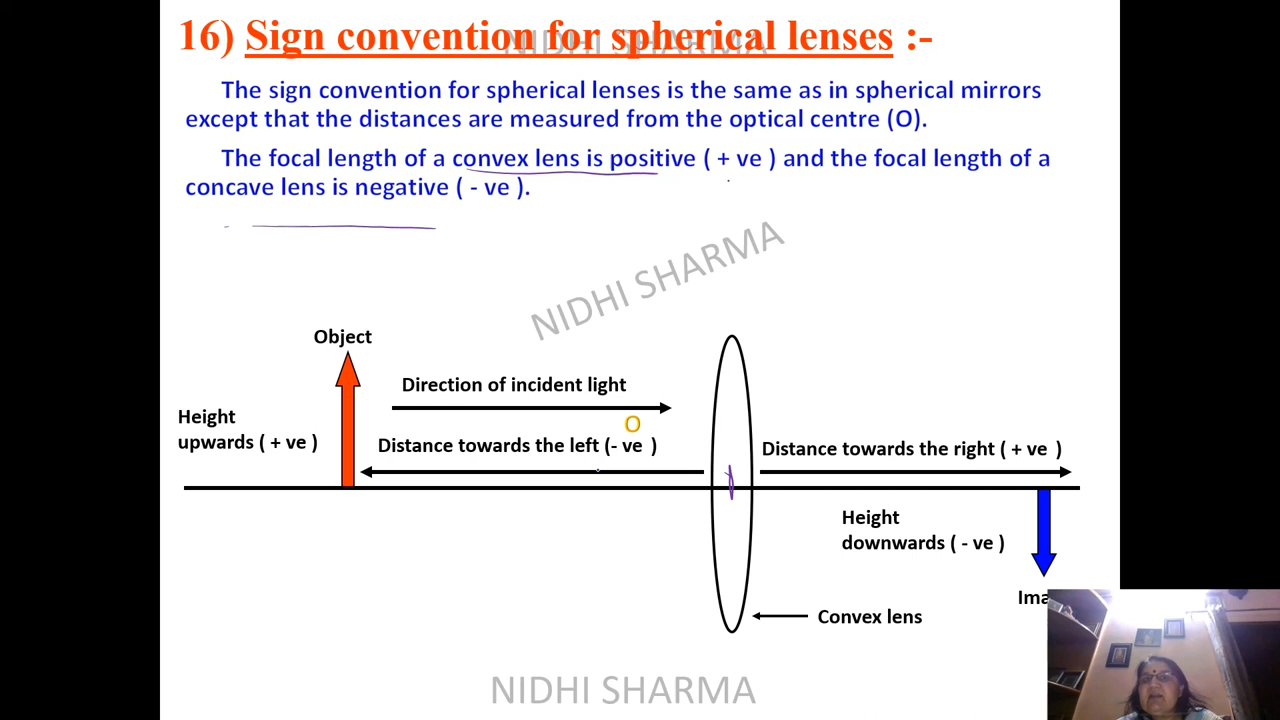 16) Sign convention for spherical lenses :-
NIDHI SHARMA
The sign convention for spherical lenses is the same as in spherical mirrors
except that the distances are measured from the optical centre (O).
The focal length of a convex lens is positive ( + ve ) and the focal length of a
concave lens is negative ( - ve ).
NIDHI SHARMA
Object
Direction of incident light
Height
upwards ( + ve )
O
Distance towards the left (- ve )
Distance towards the right ( + ve )
Height
downwards ( - ve )
Convex lens
NIDHI SHARMA